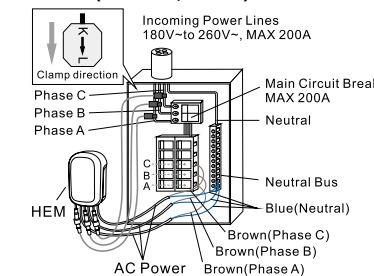 Incoming Power Lines
180V~to 260V~, MAX 200A
K
L
Clamp direction
Main Circuit Brea
MAX 200A
Phase C
Phase B
Phase A
Neutral
C
B
A
Neutral Bus
HEM
Blue(Neutral)
Brown(Phase C)
Brown(Phase B)
AC Power
Brown(Phase A)